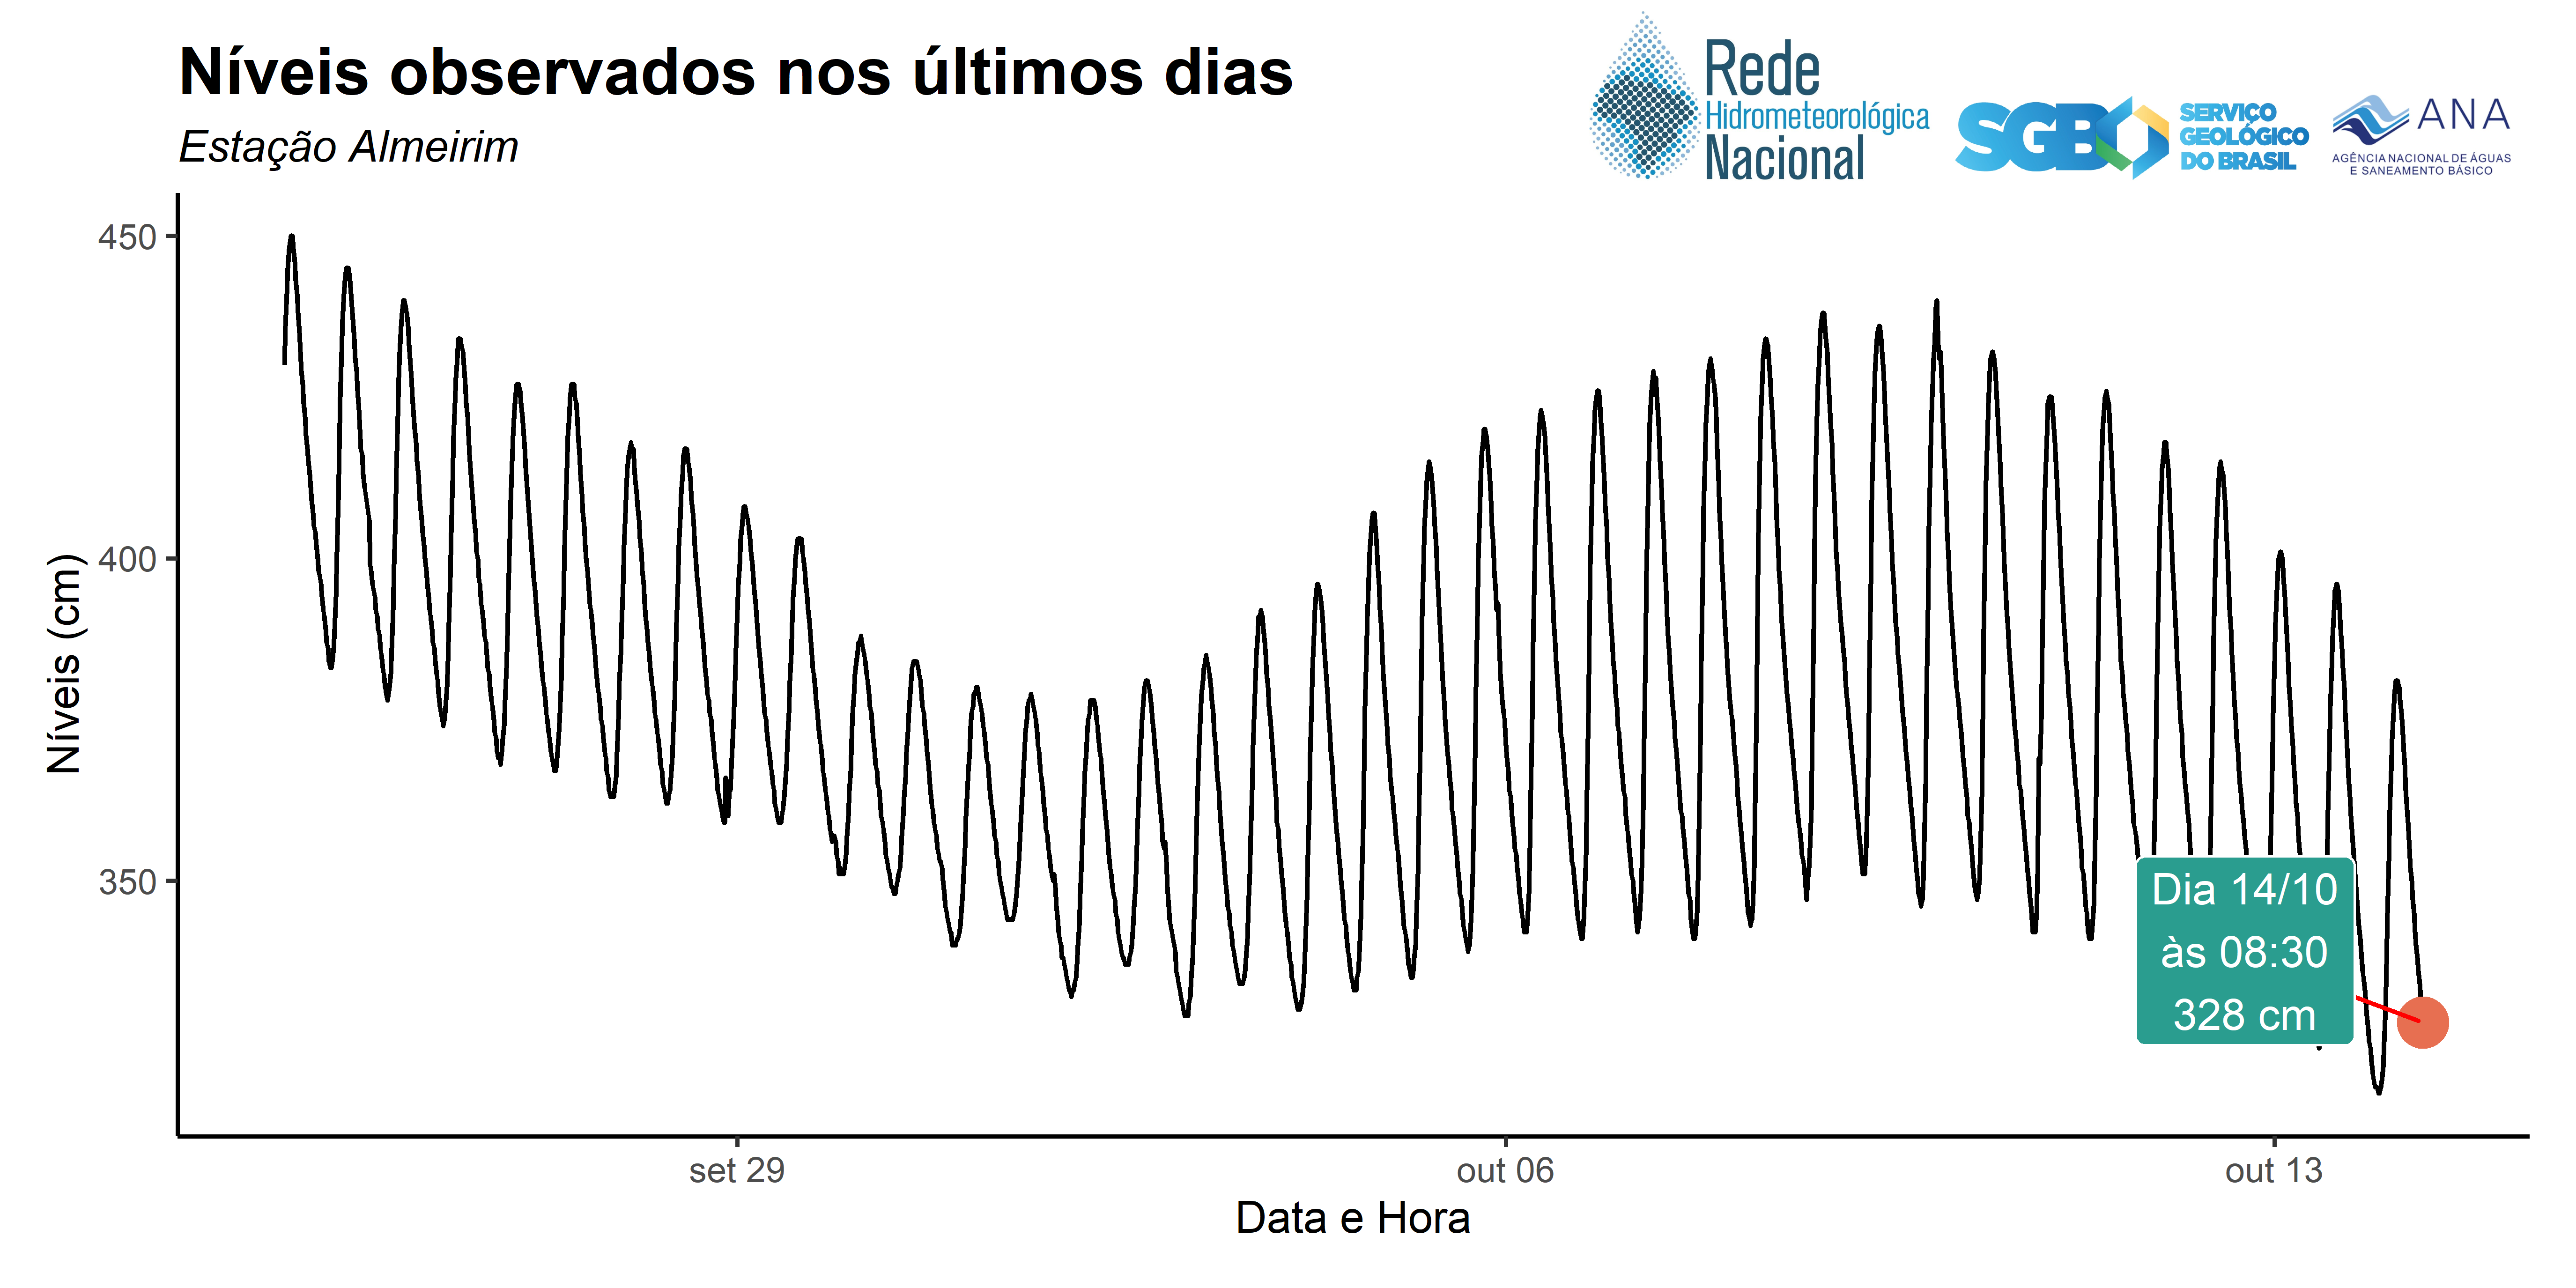 Níveis observados nos últimos dias
Estação Almeirim
Rede
Hidrometeorológica
Nacional
SGB
SERVIÇO
GEOLÓGICO
DO BRASIL
ANA
AGÊNCIA NACIONAL DE ÁGUAS
E SANEAMENTO BÁSICO
Níveis (cm)
450
400
350
Dia 14/10
às 08:30
328 cm
set 29
out 06
out 13
Data e Hora